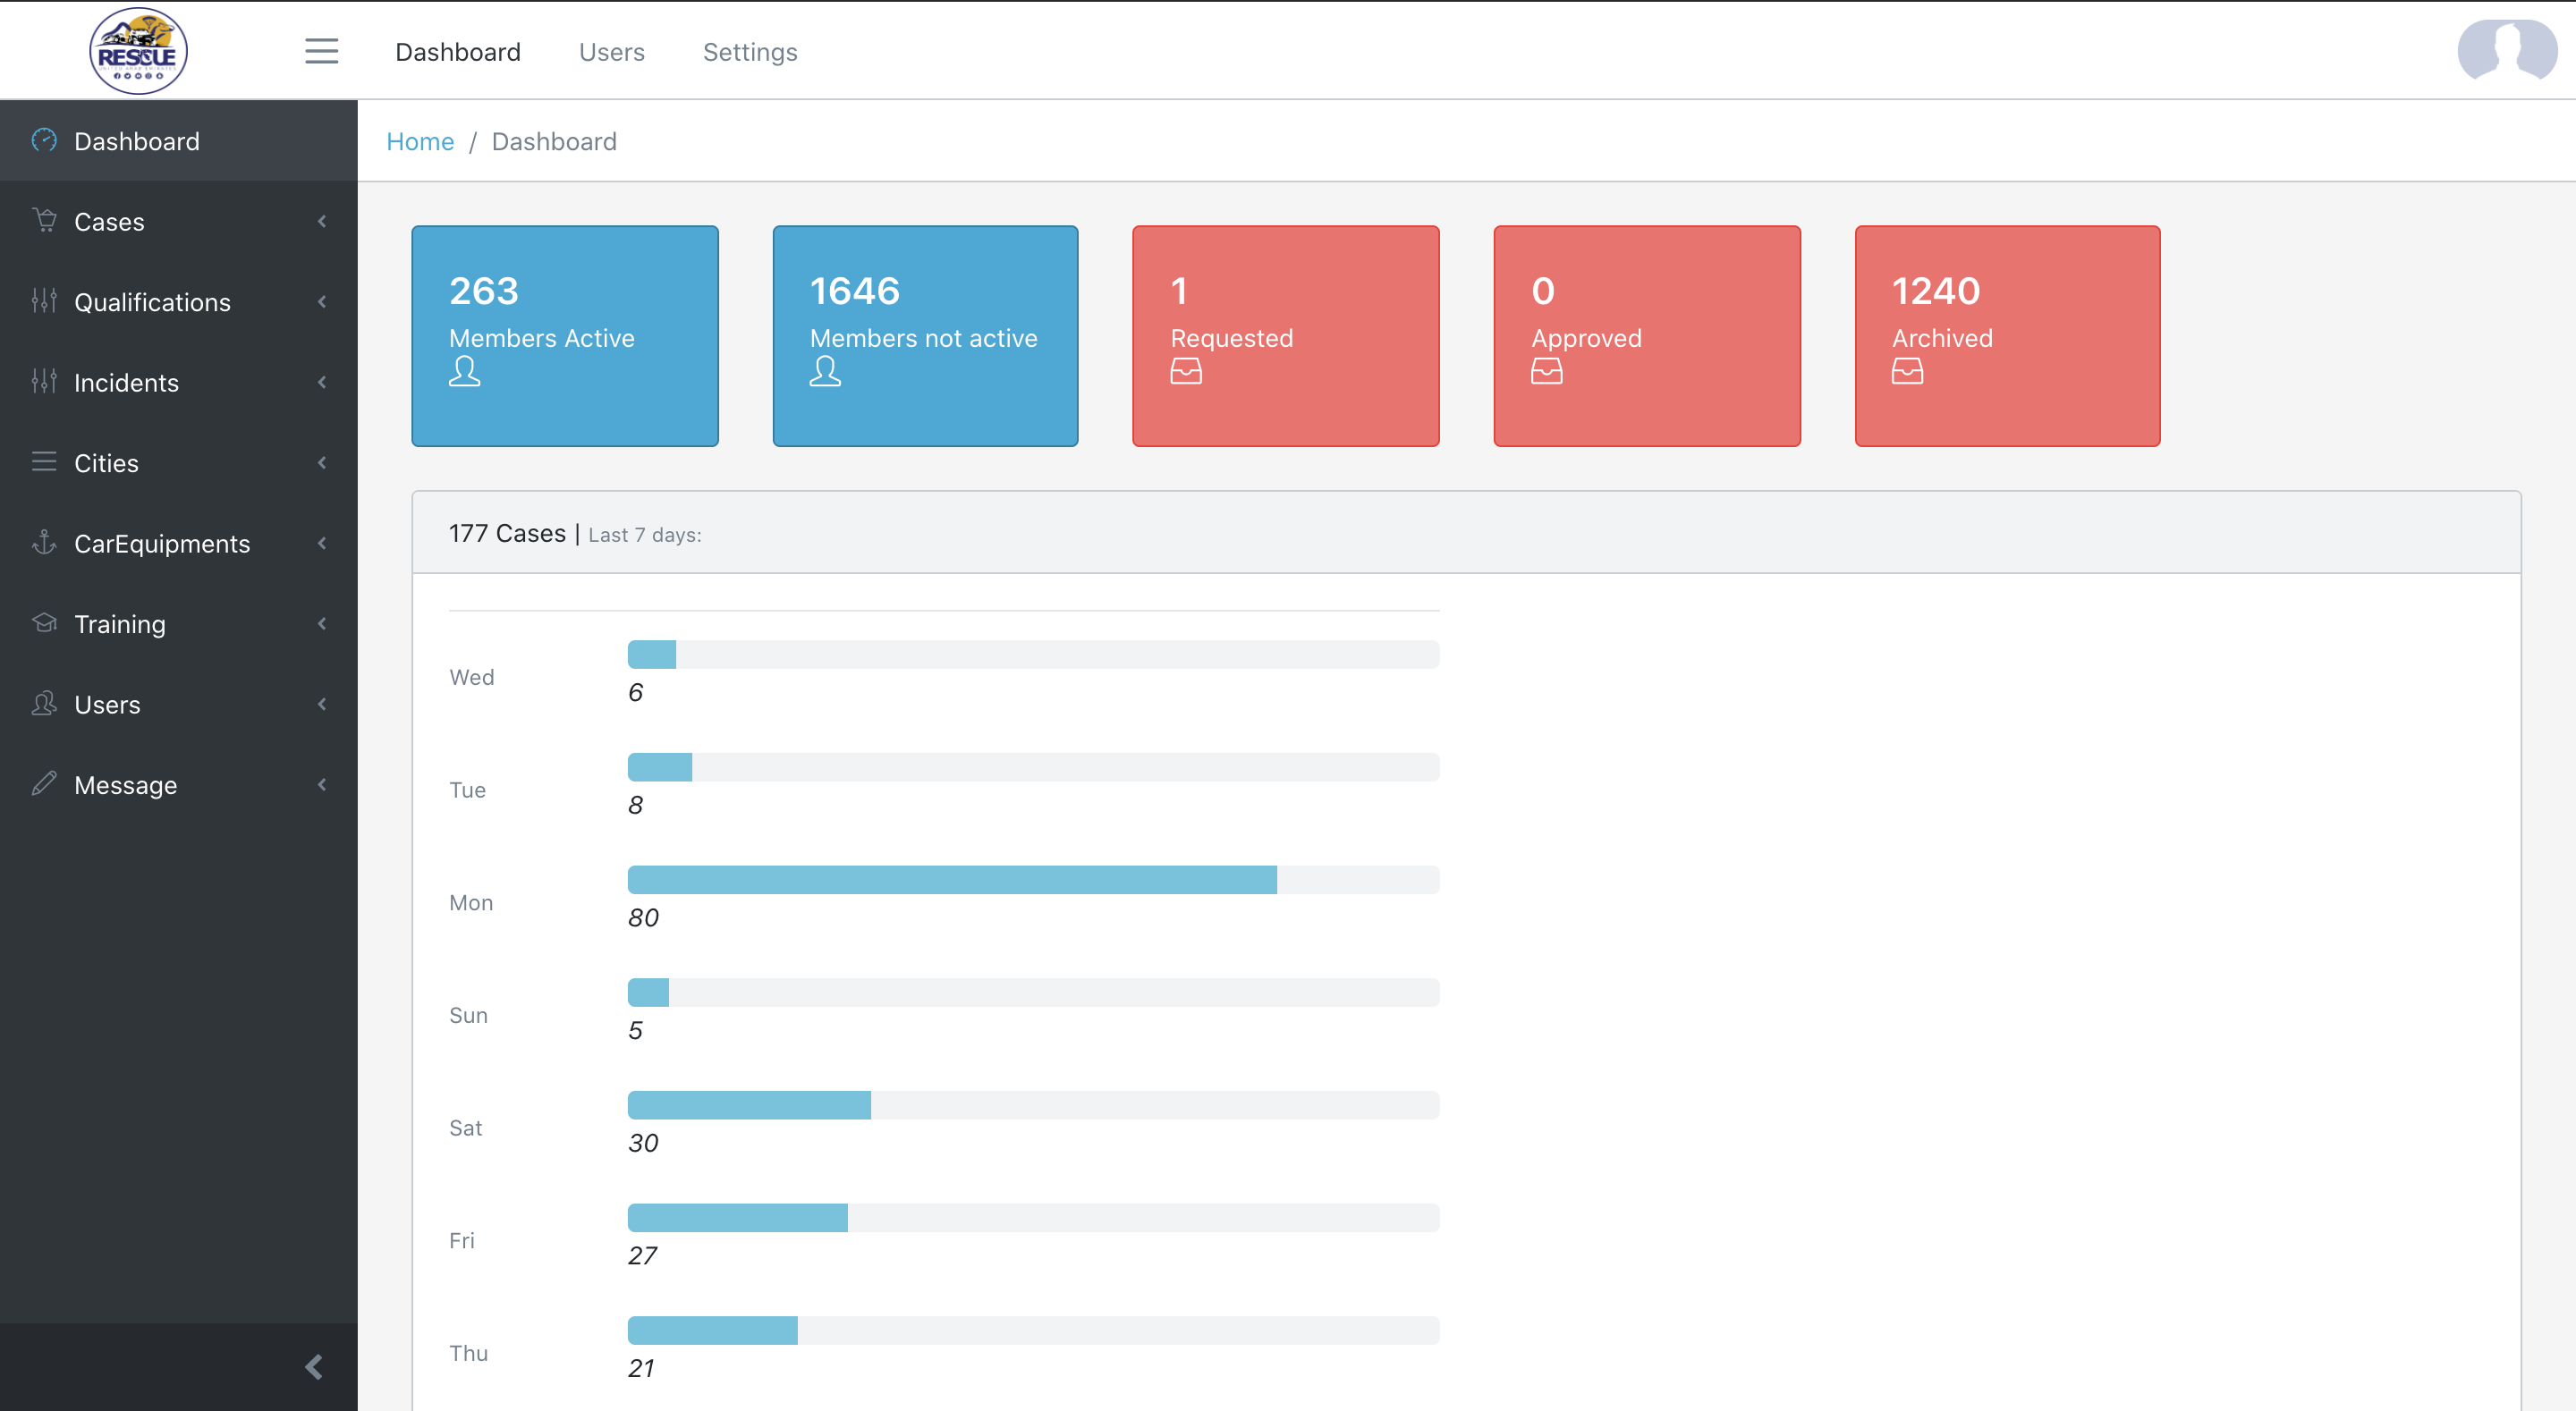 RESCUE
Dashboard Users Settings
Dashboard
Home / Dashboard
Cases
Qualifications
Incidents
Cities
CarEquipments
Training
Users
Message
263
Members Active
1646
Members not active
1
Requested
0
Approved
1240
Archived
177 Cases | Last 7 days:
Wed
6
Tue
8
Mon
80
Sun
5
Sat
30
Fri
27
Thu
21